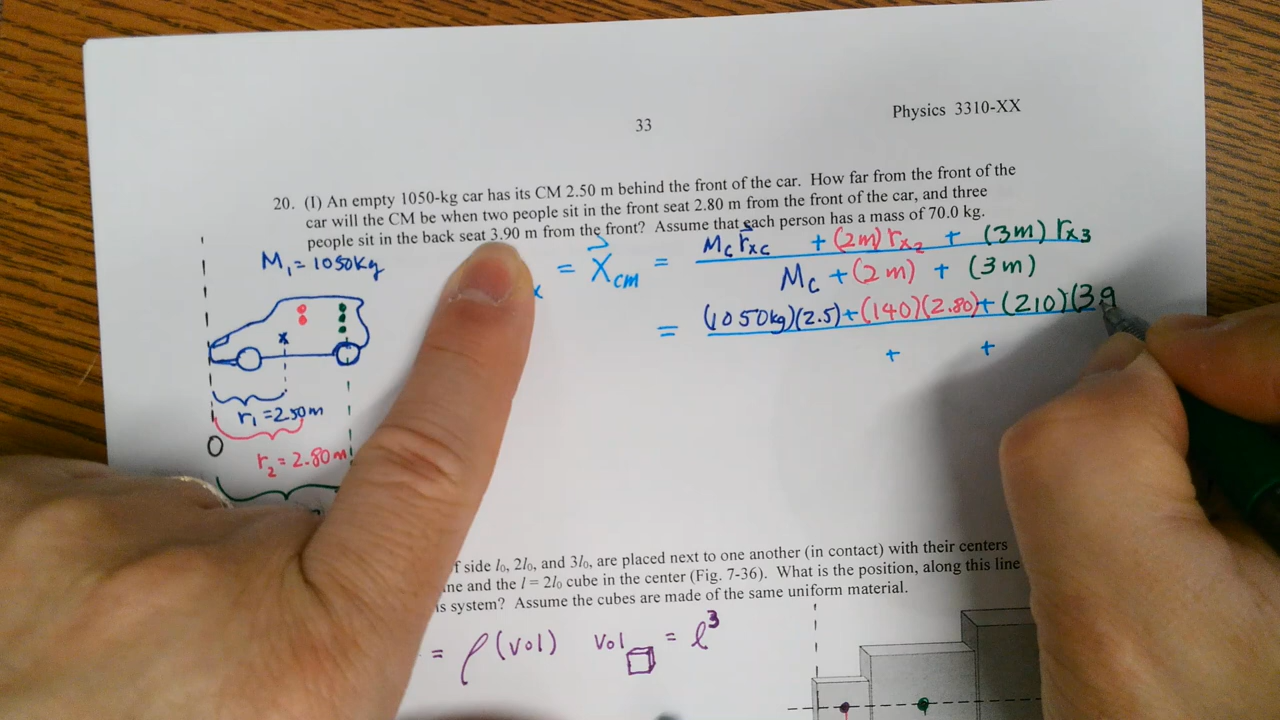 Physics 3310-XX
33
20. (I) An empty 1050-kg car has its CM 2.50 m behind the front of the car. How far from the front of the
car will the CM be when two people sit in the front seat 2.80 m from the front of the car, and three
people sit in the back seat 3.90 m from the front? Assume that each person has a mass of 70.0 kg.
M₁ = 1050kg
x = X⃗cm = Mc r⃗xc + (2m) rx₂ + (3m) rx3
Mc + (2m) + (3m)
= (1050kg)(2.5) + (140)(2.80) + (210)(3.9
+ +
x
r₁ = 2.50m
O
r₂ = 2.80m
f side l₀, 2l₀, and 3l₀, are placed next to one another (in contact) with their centers
ne and the l = 2l₀ cube in the center (Fig. 7-36). What is the position, along this line
is system? Assume the cubes are made of the same uniform material.
= ρ(vol) vol = l³